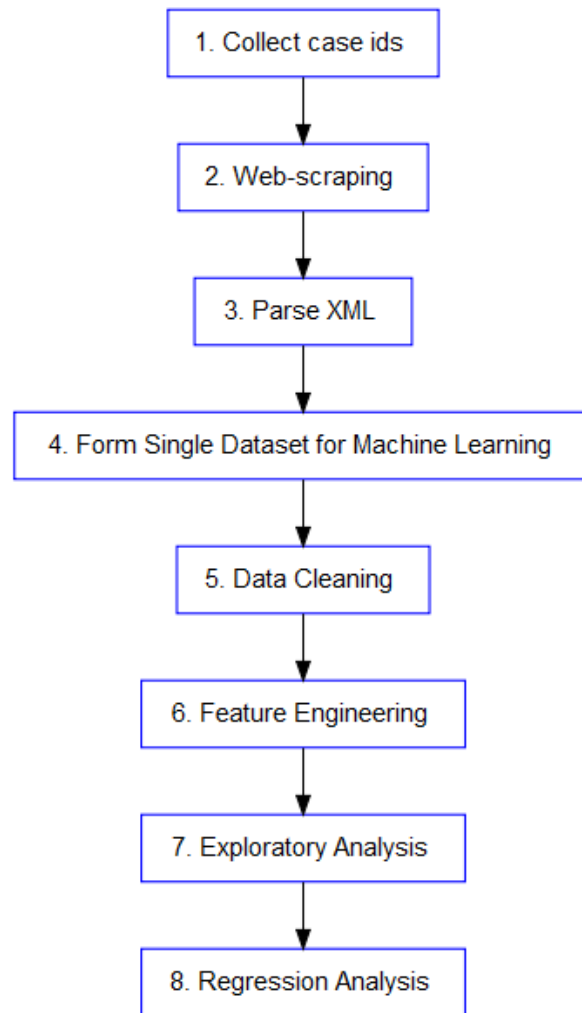 1. Collect case ids
2. Web-scraping
3. Parse XML
4. Form Single Dataset for Machine Learning
5. Data Cleaning
6. Feature Engineering
7. Exploratory Analysis
8. Regression Analysis